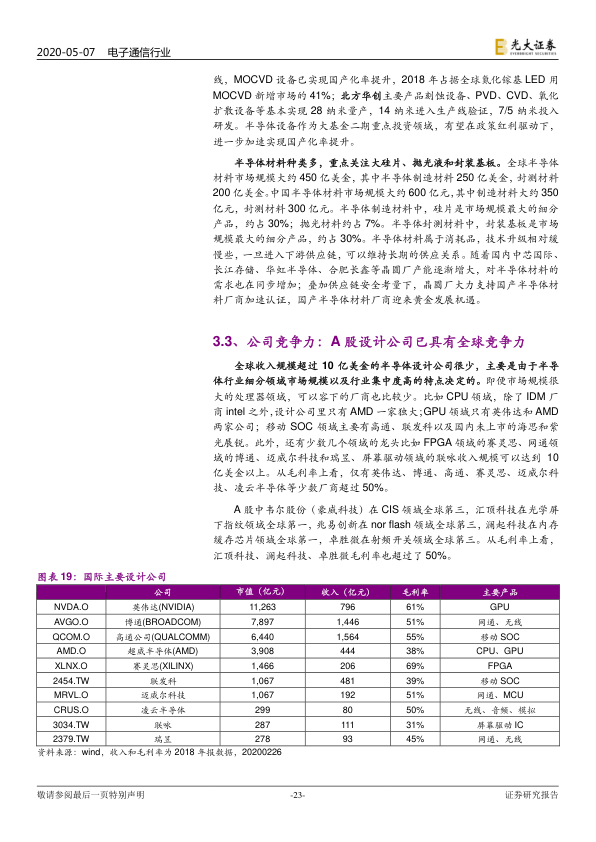 2020-05-07 电子通信行业
光大证券
EVERBRIGHT SECURITIES
线，MOCVD 设备已实现国产化率提升，2018 年占据全球氮化镓基 LED 用
MOCVD 新增市场的 41%；北方华创主要产品刻蚀设备、PVD、CVD、氧化
扩散设备等基本实现 28 纳米量产，14 纳米进入生产线验证，7/5 纳米投入
研发。半导体设备作为大基金二期重点投资领域，有望在政策红利驱动下，
进一步加速实现国产化率提升。
半导体材料种类多，重点关注大硅片、抛光液和封装基板。全球半导体
材料市场规模大约 450 亿美金，其中半导体制造材料 250 亿美金，封测材料
200 亿美金。中国半导体材料市场规模大约 600 亿元，其中制造材料大约 350
亿元，封测材料 300 亿元。半导体制造材料中，硅片是市场规模最大的细分
产品，约占 30%；抛光材料约占 7%。半导体封测材料中，封装基板是市场
规模最大的细分产品，约占 30%。半导体材料属于消耗品，技术升级相对缓
慢些，一旦进入下游供应链，可以维持长期的供应关系。随着国内中芯国际、
长江存储、华虹半导体、合肥长鑫等晶圆厂产能逐渐增大，对半导体材料的
需求也在同步增加；叠加供应链安全考量下，晶圆厂大力支持国产半导体材
料厂商加速认证，国产半导体材料厂商迎来黄金发展机遇。
3.3、公司竞争力：A 股设计公司已具有全球竞争力
全球收入规模超过 10 亿美金的半导体设计公司很少，主要是由于半导
体行业细分领域市场规模以及行业集中度高的特点决定的。即便市场规模很
大的处理器领域，可以容下的厂商也比较少。比如 CPU 领域，除了 IDM 厂
商 intel 之外，设计公司里只有 AMD 一家独大；GPU 领域只有英伟达和 AMD
两家公司；移动 SOC 领域主要有高通、联发科以及国内未上市的海思和紫
光展锐。此外，还有少数几个领域的龙头比如 FPGA 领域的赛灵思、网通领
域的博通、迈威尔科技和瑞昱、屏幕驱动领域的联咏收入规模可以达到 10
亿美金以上。从毛利率上看，仅有英伟达、博通、高通、赛灵思、迈威尔科
技、凌云半导体等少数厂商超过 50%。
A 股中韦尔股份（豪威科技）在 CIS 领域全球第三，汇顶科技在光学屏
下指纹领域全球第一，兆易创新在 nor flash 领域全球第三，澜起科技在内存
缓存芯片领域全球第一，卓胜微在射频开关领域全球第三。从毛利率上看，
汇顶科技、澜起科技、卓胜微毛利率也超过了 50%。
图表 19：国际主要设计公司
公司 市值（亿元） 收入（亿元） 毛利率 主要产品
NVDA.O 英伟达(NVIDIA) 11,263 796 61% GPU
AVGO.O 博通(BROADCOM) 7,897 1,446 51% 网通、无线
QCOM.O 高通公司(QUALCOMM) 6,440 1,564 55% 移动 SOC
AMD.O 超威半导体(AMD) 3,908 444 38% CPU、GPU
XLNX.O 赛灵思(XILINX) 1,466 206 69% FPGA
2454.TW 联发科 1,067 481 39% 移动 SOC
MRVL.O 迈威尔科技 1,067 192 51% 网通、MCU
CRUS.O 凌云半导体 299 80 50% 无线、音频、模拟
3034.TW 联咏 287 111 31% 屏幕驱动 IC
2379.TW 瑞昱 278 93 45% 网通、无线
资料来源：wind，收入和毛利率为 2018 年报数据，20200226
敬请参阅最后一页特别声明 -23- 证券研究报告